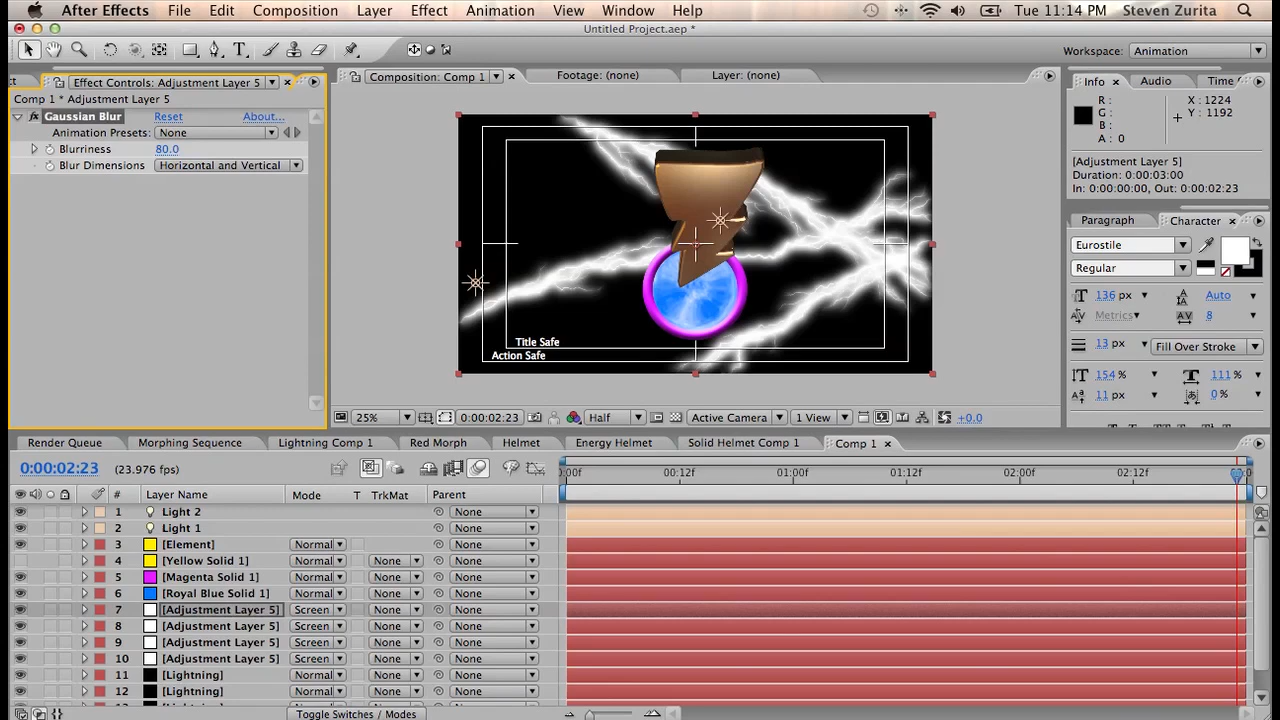 After Effects File Edit Composition Layer Effect Animation View Window Help Tue 11:14 PM Steven Zurita
Untitled Project.aep *
Workspace: Animation
Effect Controls: Adjustment Layer 5
Composition: Comp 1 Footage: (none) Layer: (none)
Info Audio Time
Comp 1 * Adjustment Layer 5
fx Gaussian Blur Reset About...
Animation Presets: None
Blurriness 80.0
Blur Dimensions Horizontal and Vertical
R: X: 1224
G: Y: 1192
B:
A: 0
[Adjustment Layer 5]
Duration: 0:00:03:00
In: 0:00:00:00, Out: 0:00:02:23
Paragraph Character
Eurostile
Regular
136 px Auto
Metrics 8
13 px Fill Over Stroke
154 % 111 %
11 px 0 %
Title Safe
Action Safe
25% 0:00:02:23 Half Active Camera 1 View +0.0
Render Queue Morphing Sequence Lightning Comp 1 Red Morph Helmet Energy Helmet Solid Helmet Comp 1 Comp 1
0:00:02:23 (23.976 fps)
:00f 00:12f 01:00f 01:12f 02:00f 02:12f
# Layer Name Mode T TrkMat Parent
1 Light 2 None
2 Light 1 None
3 [Element] Normal None
4 [Yellow Solid 1] Normal None None
5 [Magenta Solid 1] Normal None None
6 [Royal Blue Solid 1] Normal None None
7 [Adjustment Layer 5] Screen None None
8 [Adjustment Layer 5] Screen None None
9 [Adjustment Layer 5] Screen None None
10 [Adjustment Layer 5] Screen None None
11 [Lightning] Normal None None
12 [Lightning] Normal None None
Toggle Switches / Modes